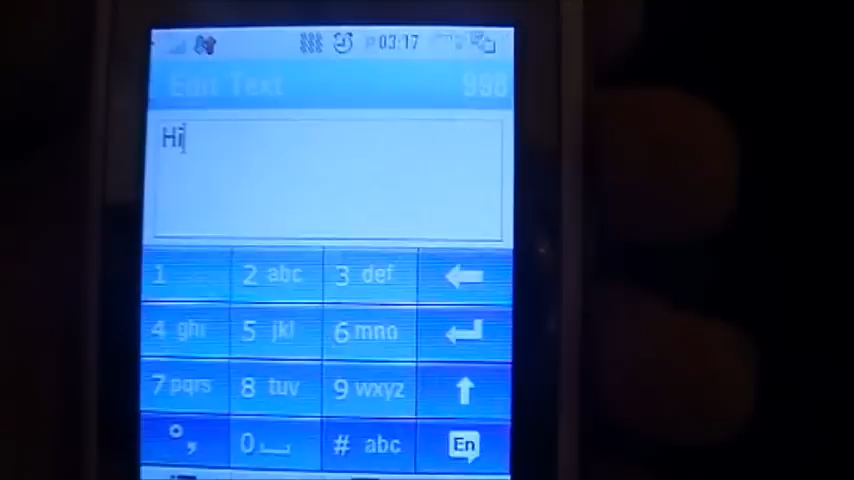 03:17
Edit Text 998
Hi
1 2 abc 3 def
4 ghi 5 jkl 6 mno
7 pqrs 8 tuv 9 wxyz
°, 0 # abc En